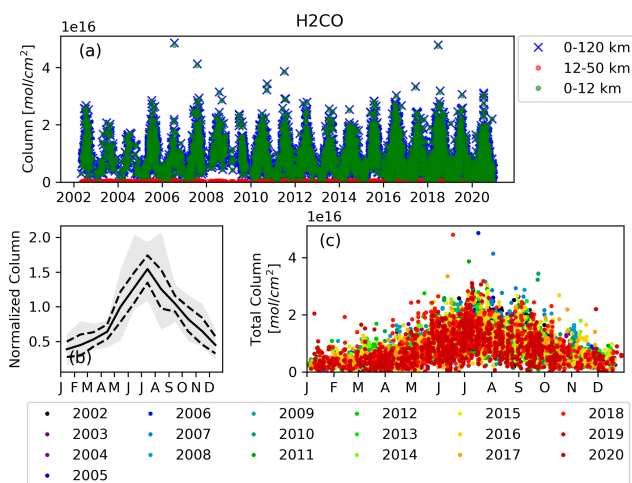 H2CO
1e16
(a)
Column [mol/cm²]
4
2
0
2002 2004 2006 2008 2010 2012 2014 2016 2018 2020
0-120 km
12-50 km
0-12 km
Normalized Column
2.0
1.5
1.0
0.5
(b)
J F M A M J J A S O N D
1e16
(c)
Total Column
[mol/cm²]
4
2
0
J F M A M J J A S O N D
2002 2006 2009 2012 2015 2018
2003 2007 2010 2013 2016 2019
2004 2008 2011 2014 2017 2020
2005